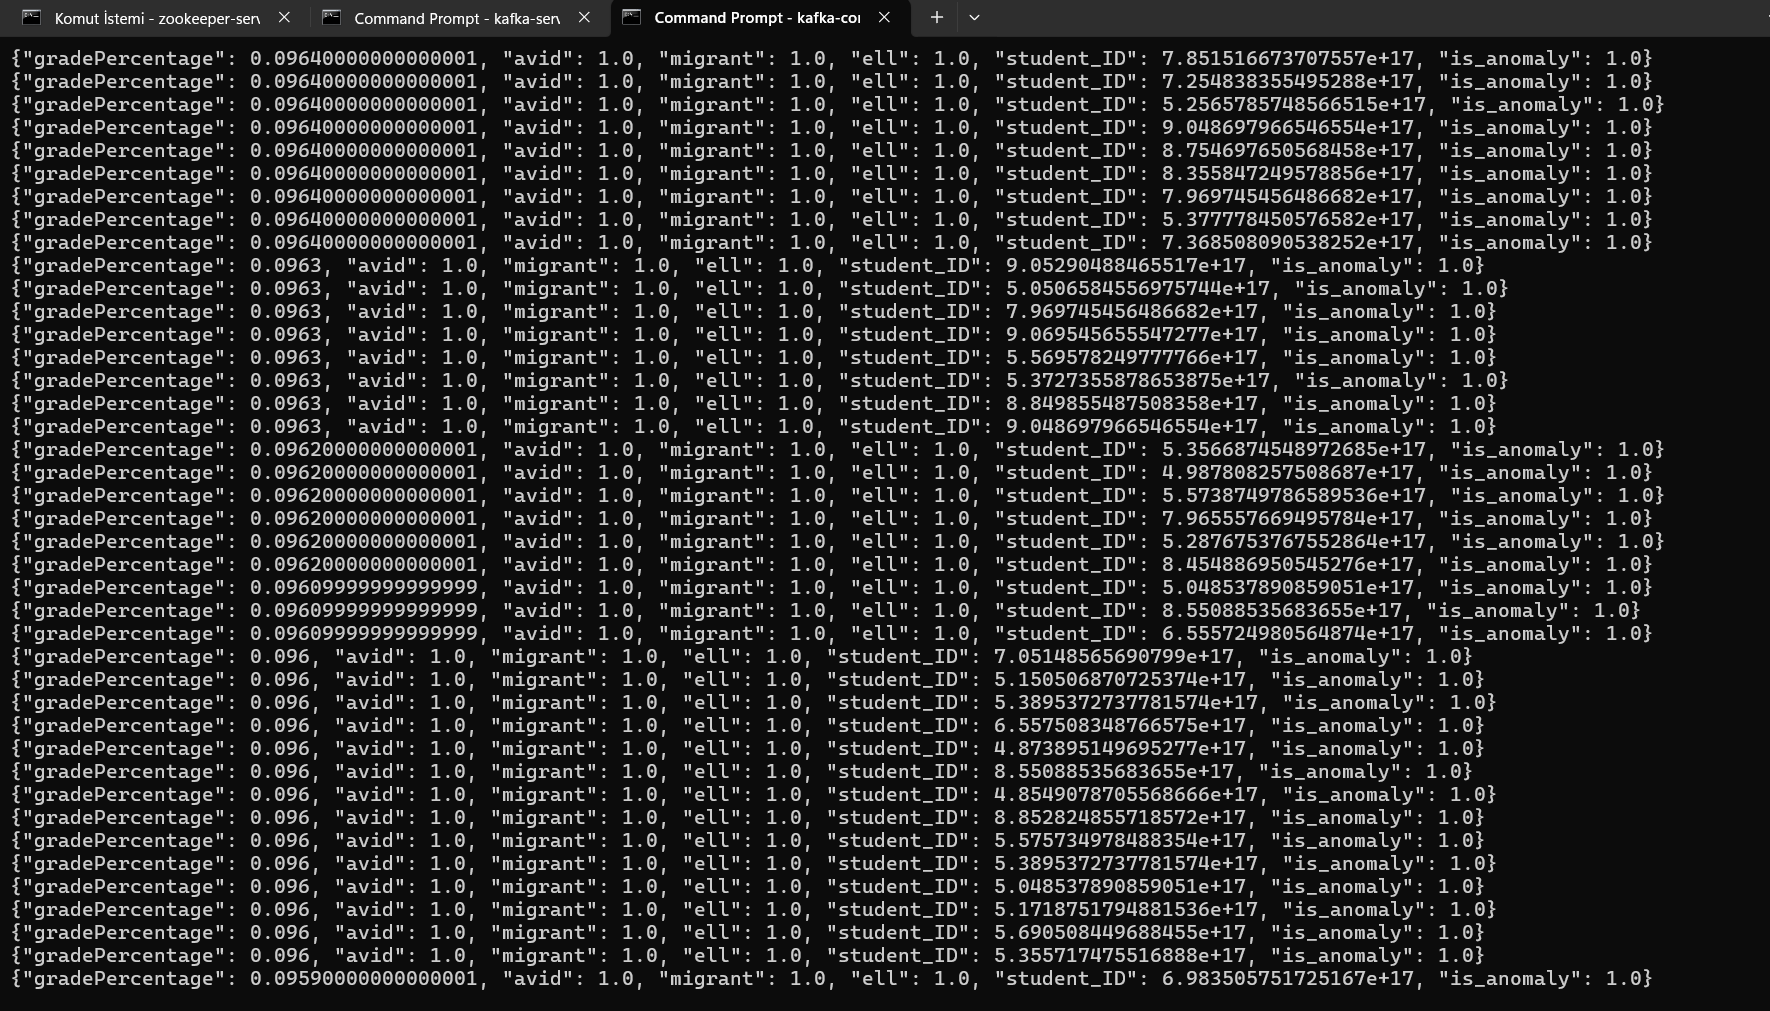 Komut İstemi - zookeeper-serv
Command Prompt - kafka-serv
Command Prompt - kafka-cor
{"gradePercentage": 0.09640000000000001, "avid": 1.0, "migrant": 1.0, "ell": 1.0, "student_ID": 7.851516673707557e+17, "is_anomaly": 1.0}
{"gradePercentage": 0.09640000000000001, "avid": 1.0, "migrant": 1.0, "ell": 1.0, "student_ID": 7.254838355495288e+17, "is_anomaly": 1.0}
{"gradePercentage": 0.09640000000000001, "avid": 1.0, "migrant": 1.0, "ell": 1.0, "student_ID": 5.2565785748566515e+17, "is_anomaly": 1.0}
{"gradePercentage": 0.09640000000000001, "avid": 1.0, "migrant": 1.0, "ell": 1.0, "student_ID": 9.048697966546554e+17, "is_anomaly": 1.0}
{"gradePercentage": 0.09640000000000001, "avid": 1.0, "migrant": 1.0, "ell": 1.0, "student_ID": 8.754697650568458e+17, "is_anomaly": 1.0}
{"gradePercentage": 0.09640000000000001, "avid": 1.0, "migrant": 1.0, "ell": 1.0, "student_ID": 8.355847249578856e+17, "is_anomaly": 1.0}
{"gradePercentage": 0.09640000000000001, "avid": 1.0, "migrant": 1.0, "ell": 1.0, "student_ID": 7.969745456486682e+17, "is_anomaly": 1.0}
{"gradePercentage": 0.09640000000000001, "avid": 1.0, "migrant": 1.0, "ell": 1.0, "student_ID": 5.377778450576582e+17, "is_anomaly": 1.0}
{"gradePercentage": 0.09640000000000001, "avid": 1.0, "migrant": 1.0, "ell": 1.0, "student_ID": 7.368508090538252e+17, "is_anomaly": 1.0}
{"gradePercentage": 0.0963, "avid": 1.0, "migrant": 1.0, "ell": 1.0, "student_ID": 9.05290488465517e+17, "is_anomaly": 1.0}
{"gradePercentage": 0.0963, "avid": 1.0, "migrant": 1.0, "ell": 1.0, "student_ID": 5.0506584556975744e+17, "is_anomaly": 1.0}
{"gradePercentage": 0.0963, "avid": 1.0, "migrant": 1.0, "ell": 1.0, "student_ID": 7.969745456486682e+17, "is_anomaly": 1.0}
{"gradePercentage": 0.0963, "avid": 1.0, "migrant": 1.0, "ell": 1.0, "student_ID": 9.069545655547277e+17, "is_anomaly": 1.0}
{"gradePercentage": 0.0963, "avid": 1.0, "migrant": 1.0, "ell": 1.0, "student_ID": 5.569578249777766e+17, "is_anomaly": 1.0}
{"gradePercentage": 0.0963, "avid": 1.0, "migrant": 1.0, "ell": 1.0, "student_ID": 5.3727355878653875e+17, "is_anomaly": 1.0}
{"gradePercentage": 0.0963, "avid": 1.0, "migrant": 1.0, "ell": 1.0, "student_ID": 8.849855487508358e+17, "is_anomaly": 1.0}
{"gradePercentage": 0.0963, "avid": 1.0, "migrant": 1.0, "ell": 1.0, "student_ID": 9.048697966546554e+17, "is_anomaly": 1.0}
{"gradePercentage": 0.09620000000000001, "avid": 1.0, "migrant": 1.0, "ell": 1.0, "student_ID": 5.3566874548972685e+17, "is_anomaly": 1.0}
{"gradePercentage": 0.09620000000000001, "avid": 1.0, "migrant": 1.0, "ell": 1.0, "student_ID": 4.987808257508687e+17, "is_anomaly": 1.0}
{"gradePercentage": 0.09620000000000001, "avid": 1.0, "migrant": 1.0, "ell": 1.0, "student_ID": 5.5738749786589536e+17, "is_anomaly": 1.0}
{"gradePercentage": 0.09620000000000001, "avid": 1.0, "migrant": 1.0, "ell": 1.0, "student_ID": 7.965557669495784e+17, "is_anomaly": 1.0}
{"gradePercentage": 0.09620000000000001, "avid": 1.0, "migrant": 1.0, "ell": 1.0, "student_ID": 5.2876753767552864e+17, "is_anomaly": 1.0}
{"gradePercentage": 0.09620000000000001, "avid": 1.0, "migrant": 1.0, "ell": 1.0, "student_ID": 8.454886950545276e+17, "is_anomaly": 1.0}
{"gradePercentage": 0.09609999999999999, "avid": 1.0, "migrant": 1.0, "ell": 1.0, "student_ID": 5.048537890859051e+17, "is_anomaly": 1.0}
{"gradePercentage": 0.09609999999999999, "avid": 1.0, "migrant": 1.0, "ell": 1.0, "student_ID": 8.55088535683655e+17, "is_anomaly": 1.0}
{"gradePercentage": 0.09609999999999999, "avid": 1.0, "migrant": 1.0, "ell": 1.0, "student_ID": 6.555724980564874e+17, "is_anomaly": 1.0}
{"gradePercentage": 0.096, "avid": 1.0, "migrant": 1.0, "ell": 1.0, "student_ID": 7.05148565690799e+17, "is_anomaly": 1.0}
{"gradePercentage": 0.096, "avid": 1.0, "migrant": 1.0, "ell": 1.0, "student_ID": 5.150506870725374e+17, "is_anomaly": 1.0}
{"gradePercentage": 0.096, "avid": 1.0, "migrant": 1.0, "ell": 1.0, "student_ID": 5.3895372737781574e+17, "is_anomaly": 1.0}
{"gradePercentage": 0.096, "avid": 1.0, "migrant": 1.0, "ell": 1.0, "student_ID": 6.557508348766575e+17, "is_anomaly": 1.0}
{"gradePercentage": 0.096, "avid": 1.0, "migrant": 1.0, "ell": 1.0, "student_ID": 4.873895149695277e+17, "is_anomaly": 1.0}
{"gradePercentage": 0.096, "avid": 1.0, "migrant": 1.0, "ell": 1.0, "student_ID": 8.55088535683655e+17, "is_anomaly": 1.0}
{"gradePercentage": 0.096, "avid": 1.0, "migrant": 1.0, "ell": 1.0, "student_ID": 4.8549078705568666e+17, "is_anomaly": 1.0}
{"gradePercentage": 0.096, "avid": 1.0, "migrant": 1.0, "ell": 1.0, "student_ID": 8.852824855718572e+17, "is_anomaly": 1.0}
{"gradePercentage": 0.096, "avid": 1.0, "migrant": 1.0, "ell": 1.0, "student_ID": 5.575734978488354e+17, "is_anomaly": 1.0}
{"gradePercentage": 0.096, "avid": 1.0, "migrant": 1.0, "ell": 1.0, "student_ID": 5.3895372737781574e+17, "is_anomaly": 1.0}
{"gradePercentage": 0.096, "avid": 1.0, "migrant": 1.0, "ell": 1.0, "student_ID": 5.048537890859051e+17, "is_anomaly": 1.0}
{"gradePercentage": 0.096, "avid": 1.0, "migrant": 1.0, "ell": 1.0, "student_ID": 5.1718751794881536e+17, "is_anomaly": 1.0}
{"gradePercentage": 0.096, "avid": 1.0, "migrant": 1.0, "ell": 1.0, "student_ID": 5.690508449688455e+17, "is_anomaly": 1.0}
{"gradePercentage": 0.096, "avid": 1.0, "migrant": 1.0, "ell": 1.0, "student_ID": 5.355717475516888e+17, "is_anomaly": 1.0}
{"gradePercentage": 0.09590000000000001, "avid": 1.0, "migrant": 1.0, "ell": 1.0, "student_ID": 6.983505751725167e+17, "is_anomaly": 1.0}